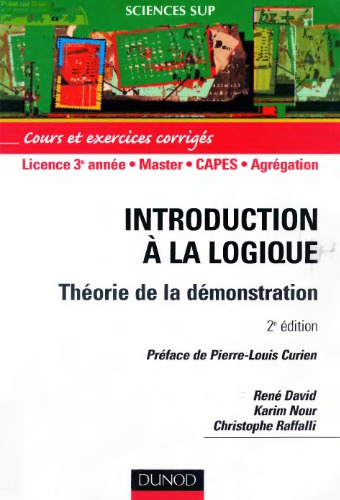 SCIENCES SUP
Cours et exercices corrigés
Licence 3e année • Master • CAPES • Agrégation
INTRODUCTION
À LA LOGIQUE
Théorie de la démonstration
2e édition
Préface de Pierre-Louis Curien
René David
Karim Nour
Christophe Raffalli
DUNOD